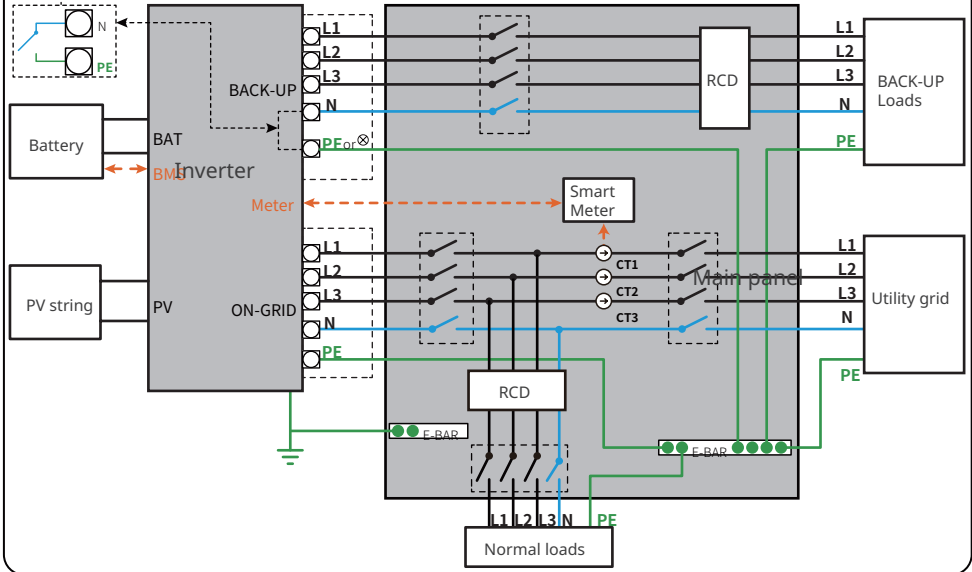 N
PE
Battery
PV string
BAT
BMS
Inverter
PV
BACK-UP
Meter
ON-GRID
L1
L2
L3
N
PE or ⊗
L1
L2
L3
N
PE
RCD
L1
L2
L3
N
PE
BACK-UP
Loads
Smart
Meter
CT1
CT2
CT3
Main panel
L1
L2
L3
N
PE
Utility grid
RCD
E-BAR
E-BAR
L1 L2 L3 N PE
Normal loads